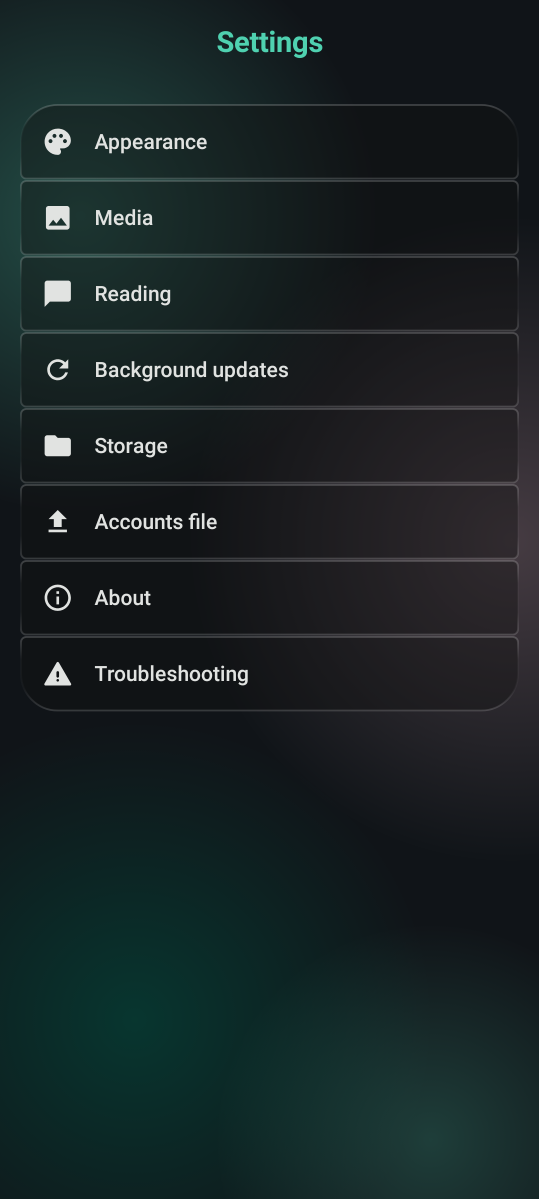 Settings
Appearance
Media
Reading
Background updates
Storage
Accounts file
About
Troubleshooting